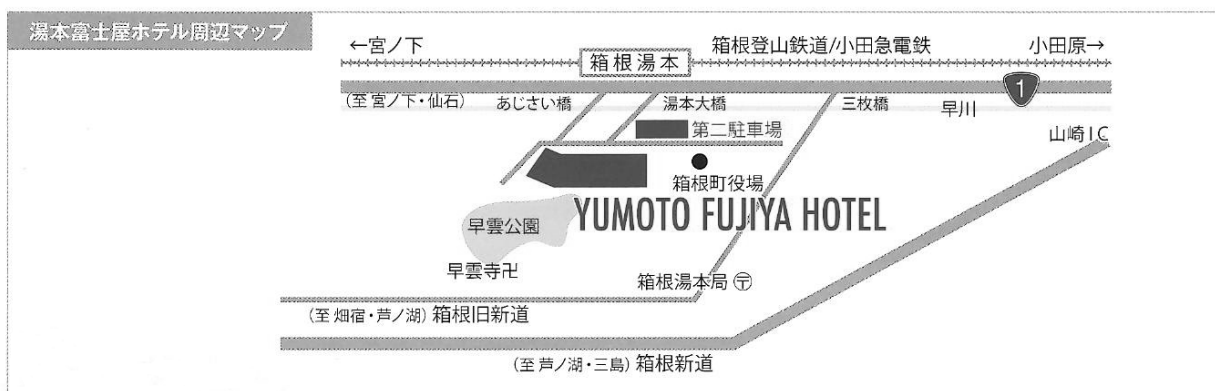 湯本富士屋ホテル周辺マップ
←宮ノ下
箱根登山鉄道/小田急電鉄
小田原→
箱根湯本
1
(至 宮ノ下・仙石)
あじさい橋
湯本大橋
三枚橋
早川
第二駐車場
山崎IC
箱根町役場
YUMOTO FUJIYA HOTEL
早雲公園
早雲寺卍
箱根湯本局〶
(至 畑宿・芦ノ湖) 箱根旧新道
(至 芦ノ湖・三島) 箱根新道